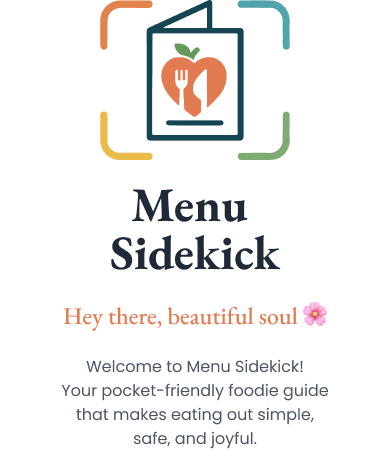 Menu
Sidekick
Hey there, beautiful soul 🌸
Welcome to Menu Sidekick!
Your pocket-friendly foodie guide
that makes eating out simple,
safe, and joyful.